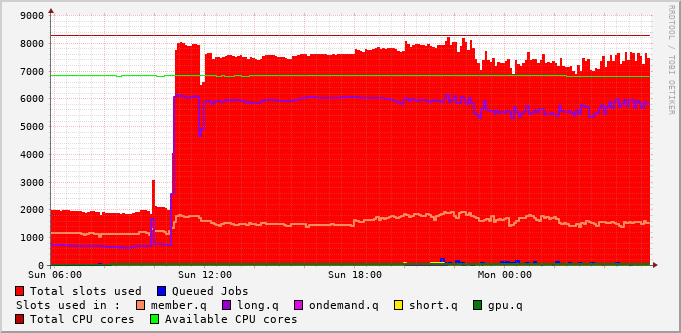 9000
8000
7000
6000
5000
4000
3000
2000
1000
0
Sun 06:00 Sun 12:00 Sun 18:00 Mon 00:00
RRDTOOL / TOBI OETIKER
Total slots used Queued Jobs
Slots used in : member.q long.q ondemand.q short.q gpu.q
Total CPU cores Available CPU cores